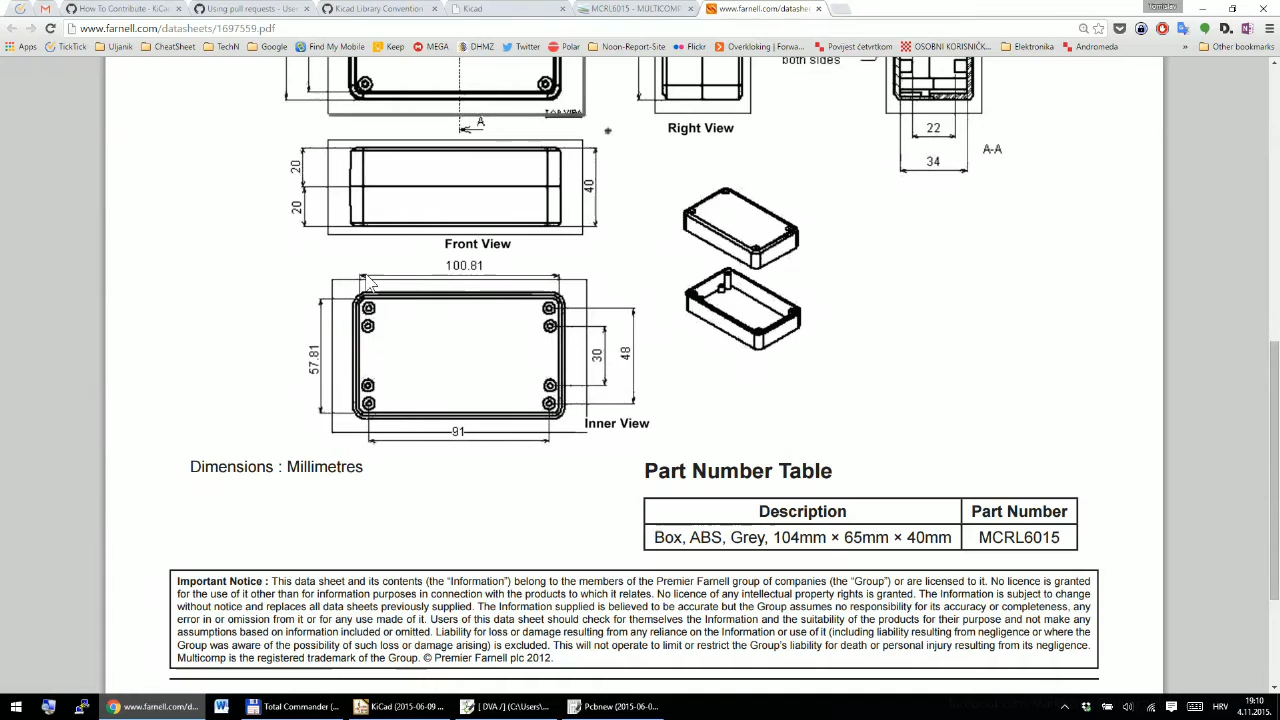 Tomislav
How To Contribute - KiCad
Using pull requests - User
Kicad Library Convention
Kicad
MCRL6015 - MULTICOMP
www.farnell.com/datashe
www.farnell.com/datasheets/1697559.pdf
Apps TickTick Uljanik CheatSheet TechN Google Find My Mobile Keep MEGA DHMZ Twitter Polar Noon-Report-Site Flickr Overkloking | Forwa... Povijest četvrtkom OSOBNI KORISNIČK... Elektronika Andromeda » Other bookmarks
both sides
A
Right View
22
A-A
34
20
40
20
Front View
100.81
57.81
30
48
Inner View
91
Dimensions : Millimetres
Part Number Table
Description Part Number
Box, ABS, Grey, 104mm × 65mm × 40mm MCRL6015
Important Notice : This data sheet and its contents (the “Information”) belong to the members of the Premier Farnell group of companies (the “Group”) or are licensed to it. No licence is granted
for the use of it other than for information purposes in connection with the products to which it relates. No licence of any intellectual property rights is granted. The Information is subject to change
without notice and replaces all data sheets previously supplied. The Information supplied is believed to be accurate but the Group assumes no responsibility for its accuracy or completeness, any
error in or omission from it or for any use made of it. Users of this data sheet should check for themselves the Information and the suitability of the products for their purpose and not make any
assumptions based on information included or omitted. Liability for loss or damage resulting from any reliance on the Information or use of it (including liability resulting from negligence or where the
Group was aware of the possibility of such loss or damage arising) is excluded. This will not operate to limit or restrict the Group’s liability for death or personal injury resulting from its negligence.
Multicomp is the registered trademark of the Group. © Premier Farnell plc 2012.
www.farnell.com/d...
Total Commander (...
KiCad (2015-06-09 ...
[ DVA /] (C:\Users\...
Pcbnew (2015-06-0...
HRV
19:10
4.11.2015.